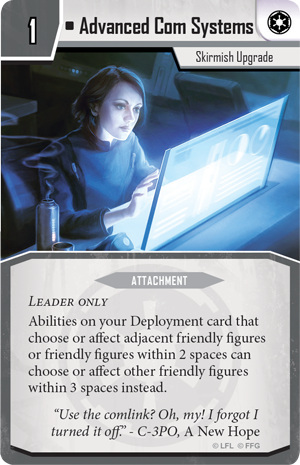 1
▪ Advanced Com Systems
Skirmish Upgrade
ATTACHMENT
LEADER ONLY
Abilities on your Deployment card that
choose or affect adjacent friendly figures
or friendly figures within 2 spaces can
choose or affect other friendly figures
within 3 spaces instead.
“Use the comlink? Oh, my! I forgot I
turned it off.” - C-3PO, A New Hope
© LFL © FFG